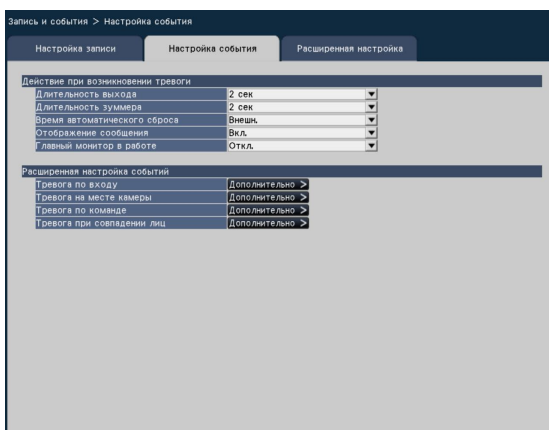 Запись и события > Настройка события
Настройка записи Настройка события Расширенная настройка
Действие при возникновении тревоги
Длительность выхода 2 сек
Длительность зуммера 2 сек
Время автоматического сброса Внешн.
Отображение сообщения Вкл.
Главный монитор в работе Откл.
Расширенная настройка событий
Тревога по входу Дополнительно >
Тревога на месте камеры Дополнительно >
Тревога по команде Дополнительно >
Тревога при совпадении лиц Дополнительно >